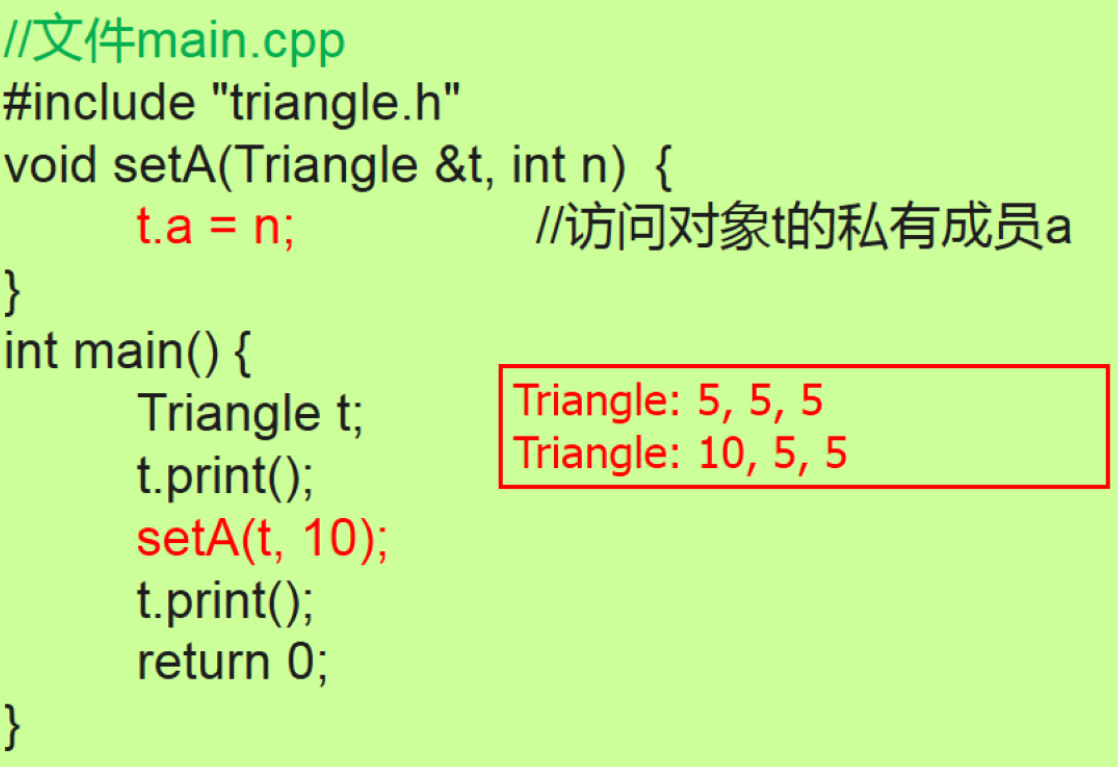 //文件main.cpp
#include "triangle.h"
void setA(Triangle &t, int n) {
t.a = n; //访问对象t的私有成员a
}
int main() {
Triangle t;
t.print();
setA(t, 10);
t.print();
return 0;
}
Triangle: 5, 5, 5
Triangle: 10, 5, 5